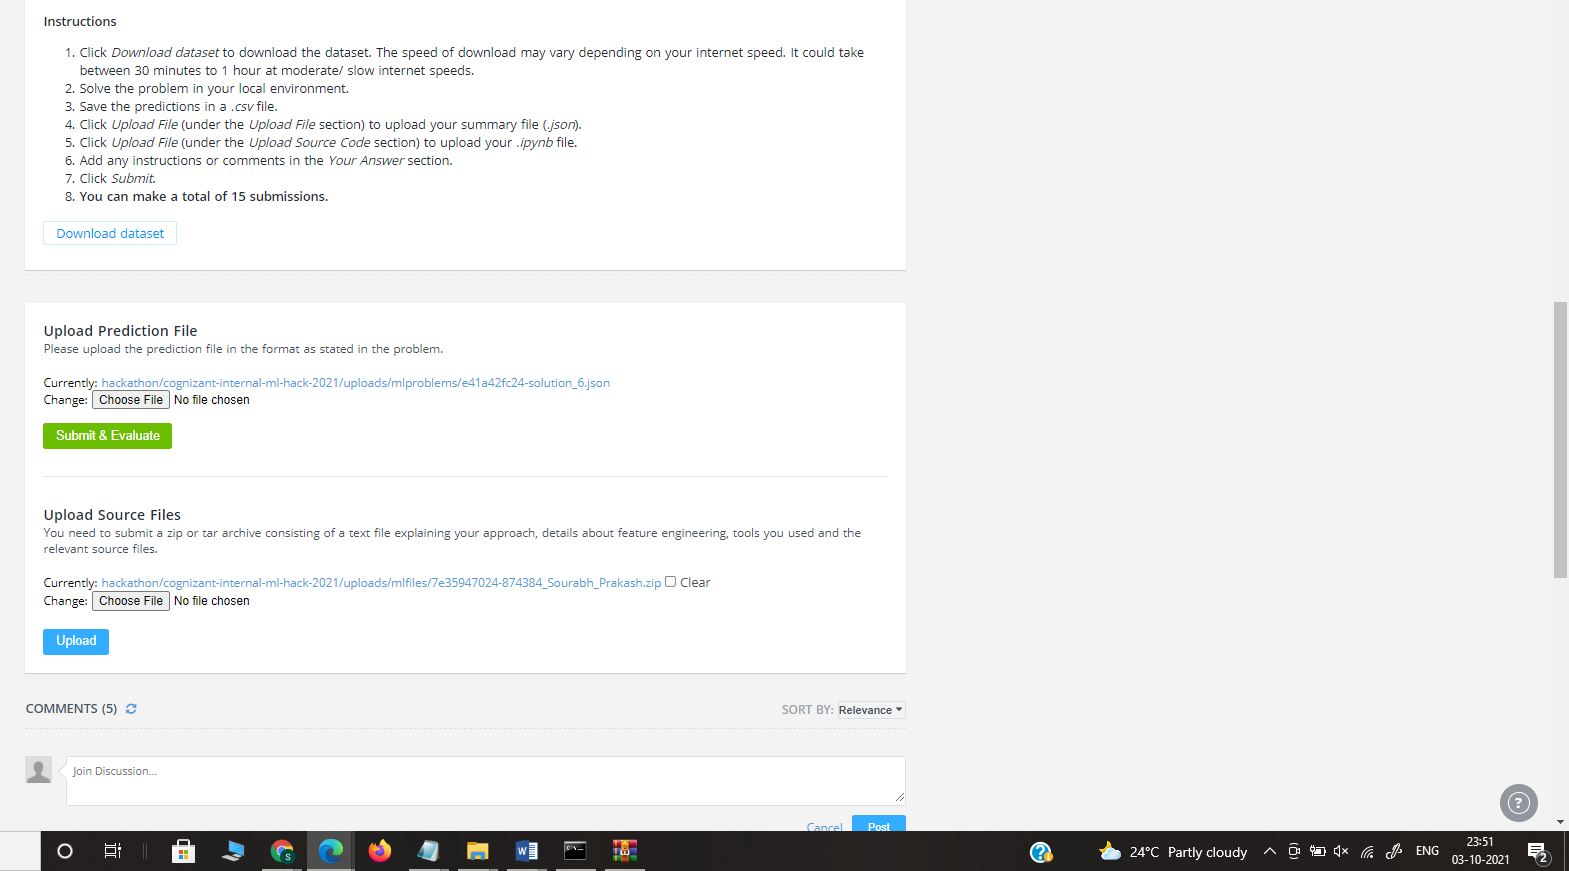 Instructions
1. Click Download dataset to download the dataset. The speed of download may vary depending on your internet speed. It could take
between 30 minutes to 1 hour at moderate/ slow internet speeds.
2. Solve the problem in your local environment.
3. Save the predictions in a .csv file.
4. Click Upload File (under the Upload File section) to upload your summary file (.json).
5. Click Upload File (under the Upload Source Code section) to upload your .ipynb file.
6. Add any instructions or comments in the Your Answer section.
7. Click Submit.
8. You can make a total of 15 submissions.
Download dataset
Upload Prediction File
Please upload the prediction file in the format as stated in the problem.
Currently: hackathon/cognizant-internal-ml-hack-2021/uploads/mlproblems/e41a42fc24-solution_6.json
Change: Choose File No file chosen
Submit & Evaluate
Upload Source Files
You need to submit a zip or tar archive consisting of a text file explaining your approach, details about feature engineering, tools you used and the
relevant source files.
Currently: hackathon/cognizant-internal-ml-hack-2021/uploads/mlfiles/7e35947024-874384_Sourabh_Prakash.zip Clear
Change: Choose File No file chosen
Upload
COMMENTS (5) SORT BY: Relevance
Join Discussion...
Cancel Post
?
24°C Partly cloudy ENG 23:51
03-10-2021 2